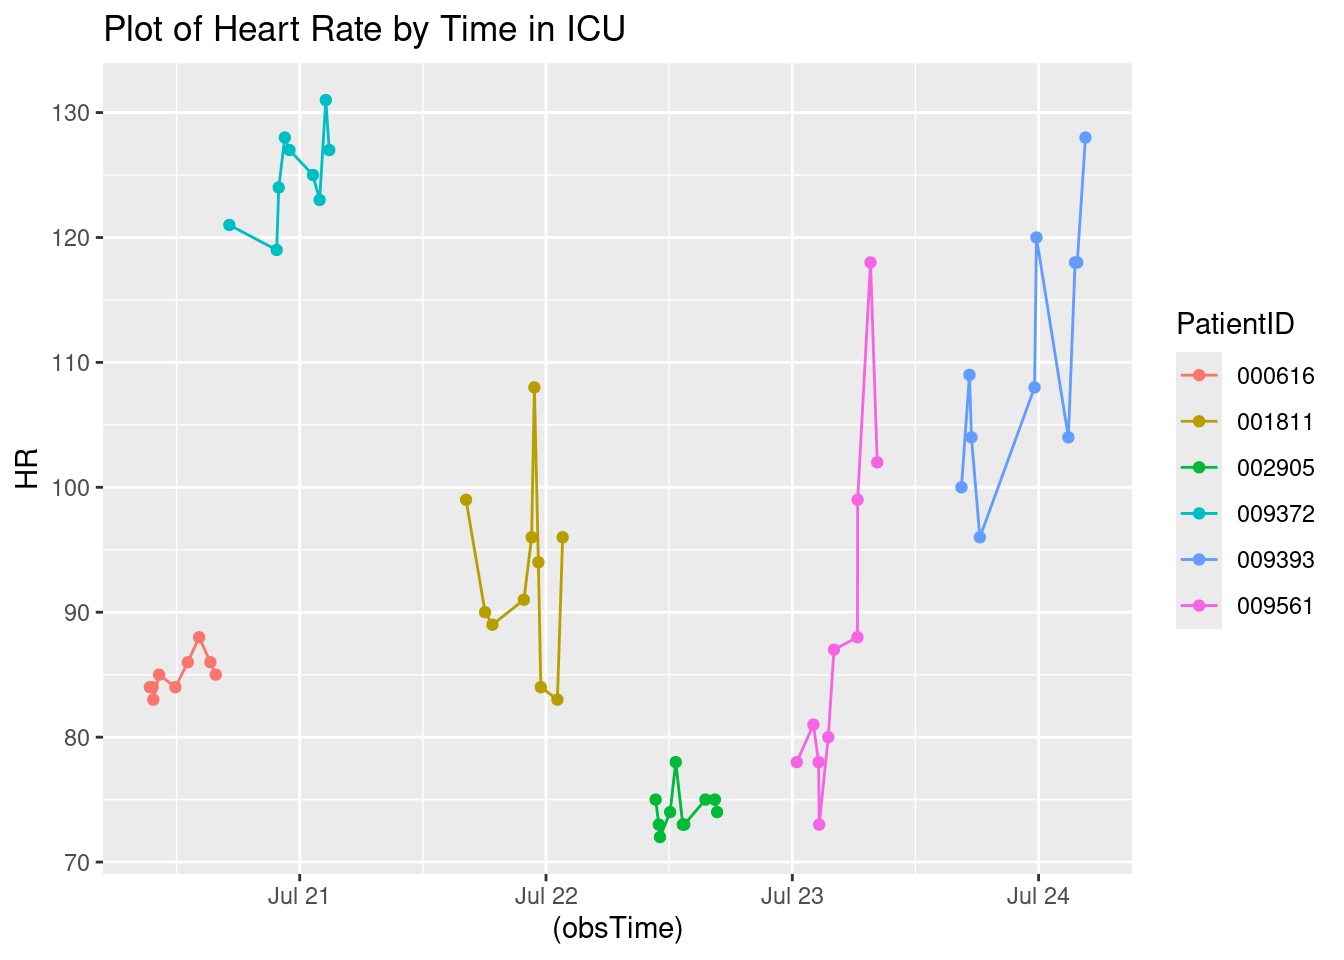 Plot of Heart Rate by Time in ICU
130
120
110
100
90
80
70
HR
Jul 21
Jul 22
Jul 23
Jul 24
(obsTime)
PatientID
000616
001811
002905
009372
009393
009561